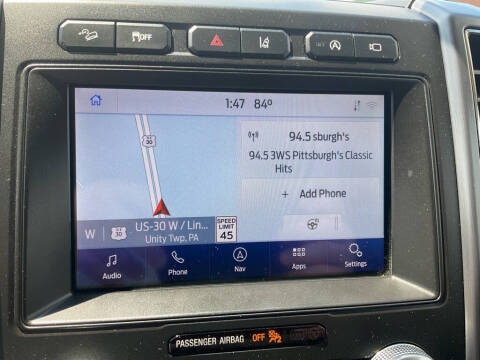 OFF
A
1:47 84°
30
94.5 sburgh's
94.5 3WS Pittsburgh's Classic
Hits
+ Add Phone
W 30 US-30 W / Lin...
Unity Twp, PA
SPEED
LIMIT
45
Audio Phone Nav Apps Settings
PASSENGER AIRBAG OFF